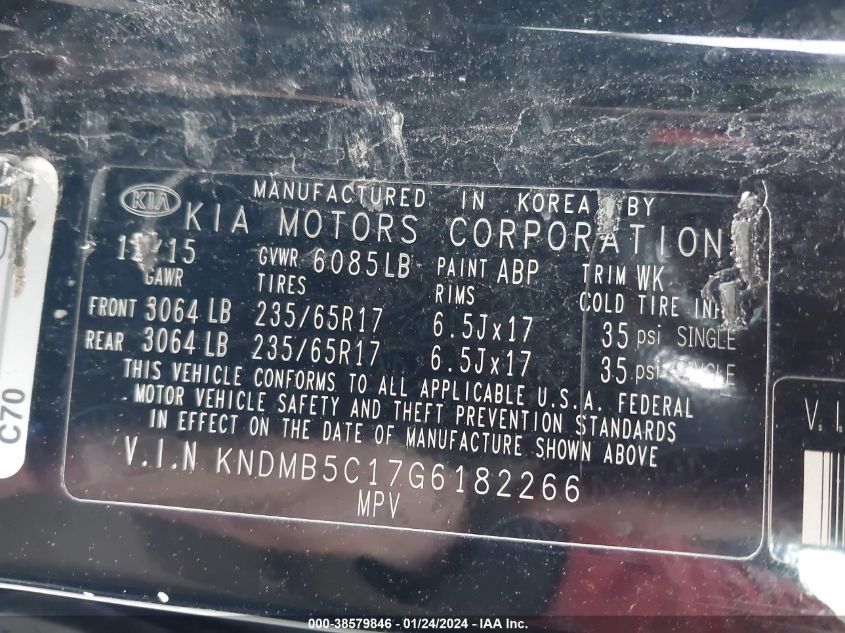 KIA
MANUFACTURED IN KOREA BY
KIA MOTORS CORPORATION
GVWR 6085LB PAINT ABP TRIM WK
GAWR TIRES RIMS COLD TIRE
FRONT 3064 LB 235/65R17 6.5Jx17 35 psi SINGLE
REAR 3064 LB 235/65R17 6.5Jx17 35 psi SINGLE
THIS VEHICLE CONFORMS TO ALL APPLICABLE U.S.A. FEDERAL
MOTOR VEHICLE SAFETY AND THEFT PREVENTION STANDARDS
IN EFFECT ON THE DATE OF MANUFACTURE SHOWN ABOVE
V.I.N KNDMB5C17G6182266
MPV
C70
V.I
000-38579846 - 01/24/2024 - IAA Inc.